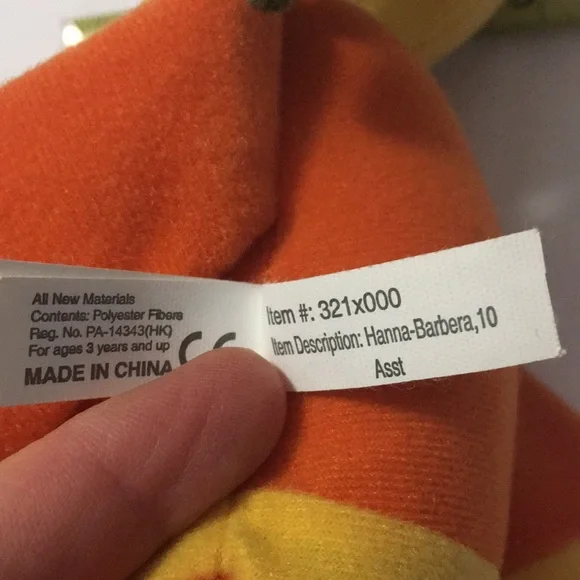 All New Materials
Contents: Polyester Fibers
Reg. No. PA-14343(HK)
For ages 3 years and up
MADE IN CHINA
CE
Item #: 321x000
Item Description: Hanna-Barbera,10
Asst